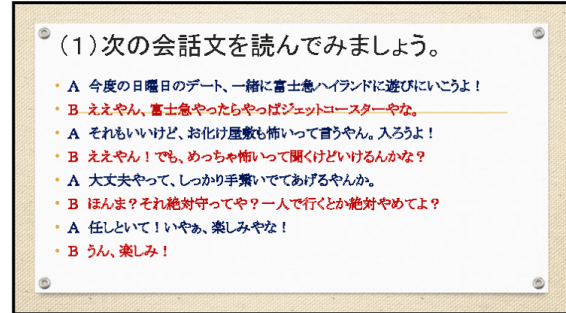 (1)次の会話文を読んでみましょう。
• A 今度の日曜日のデート、一緒に富士急ハイランドに遊びにいこうよ！
• B ええやん、富士急やったらやっぱジェットコースターやな。
• A それもいいけど、お化け屋敷も怖いって言うやん。入ろうよ！
• B ええやん！でも、めっちゃ怖いって聞くけどいけるんかな？
• A 大丈夫やって、しっかり手繋いでてあげるやんか。
• B ほんま？それ絶対守ってや？一人で行くとか絶対やめてよ？
• A 任しといて！いやぁ、楽しみやな！
• B うん、楽しみ！